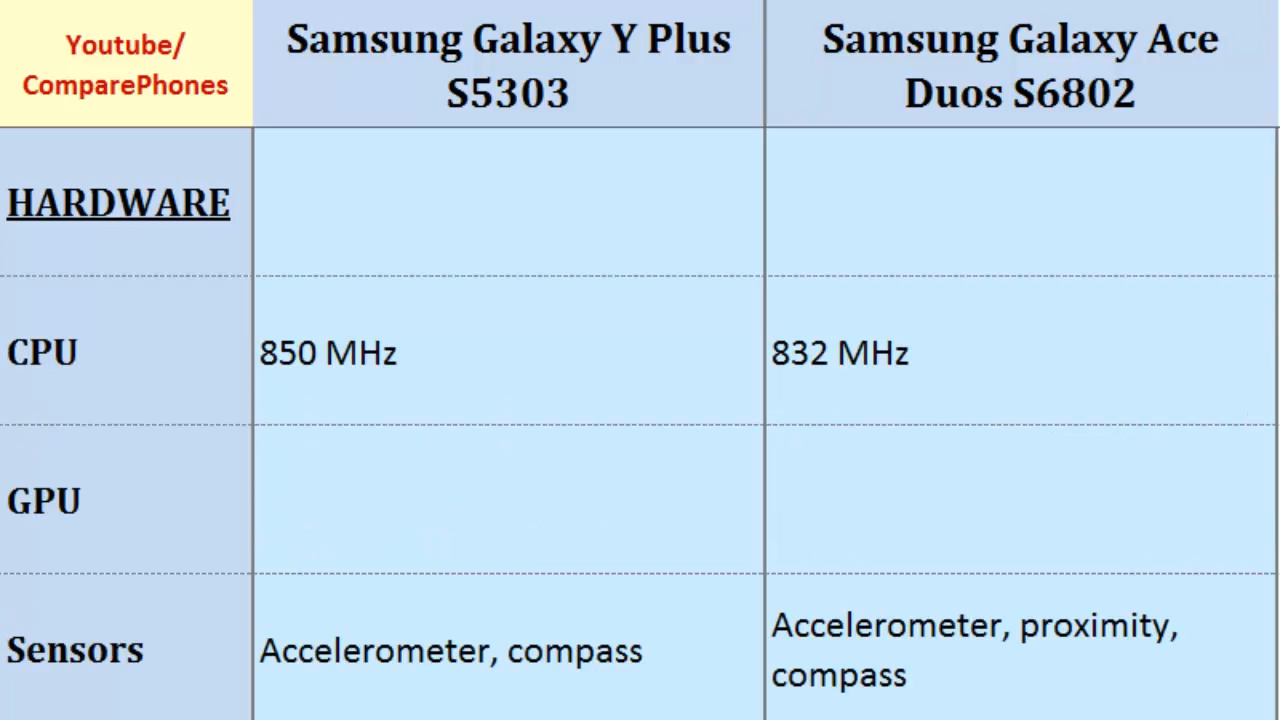 Youtube/
ComparePhones
Samsung Galaxy Y Plus
S5303
Samsung Galaxy Ace
Duos S6802
HARDWARE
CPU
850 MHz
832 MHz
GPU
Sensors
Accelerometer, compass
Accelerometer, proximity,
compass